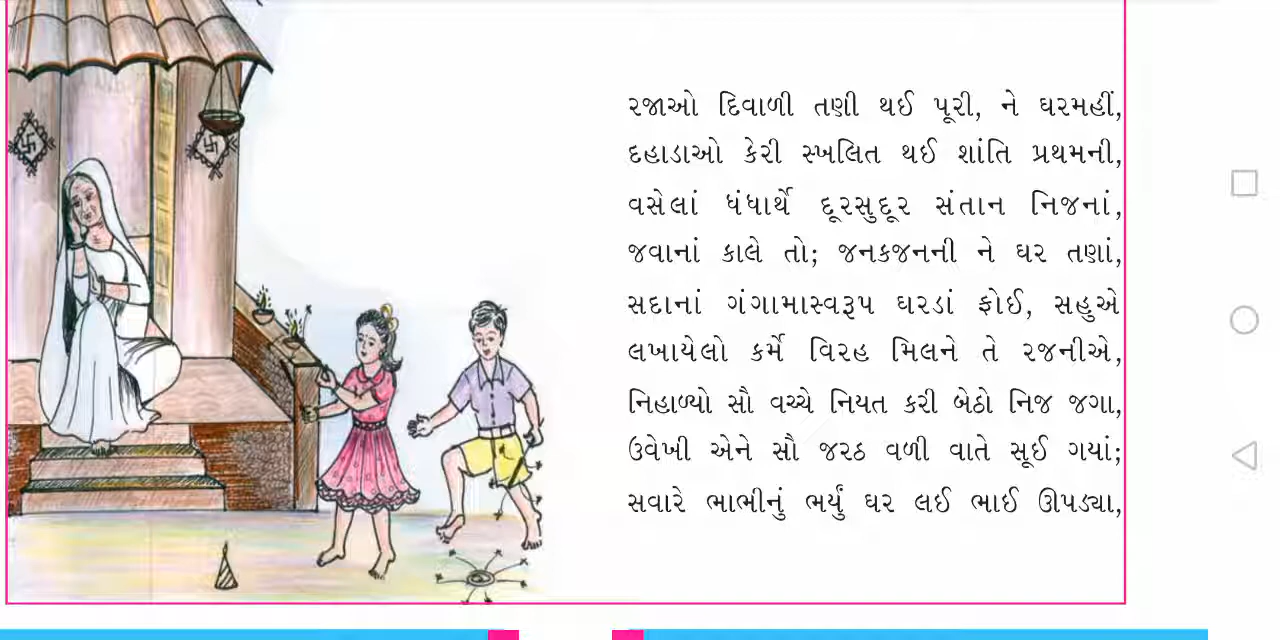 રજાઓ દિવાળી તણી થઈ પૂરી, ને ઘરમહીં,
દહાડાઓ કેરી સ્ખલિત થઈ શાંતિ પ્રથમની,
વસેલાં ધંધાર્થે દૂરસુદૂર સંતાન નિજનાં,
જવાનાં કાલે તો; જનકજનની ને ઘર તણાં,
સદાનાં ગંગામાસ્વરૂપ ઘરડાં ફોઈ, સહુએ
લખાયેલો કર્મે વિરહ મિલને તે રજનીએ,
નિહાળ્યો સૌ વચ્ચે નિયત કરી બેઠો નિજ જગા,
ઉવેખી એને સૌ જરઠ વળી વાતે સૂઈ ગયાં;
સવારે ભાભીનું ભર્યું ઘર લઈ ભાઈ ઊપડ્યા,